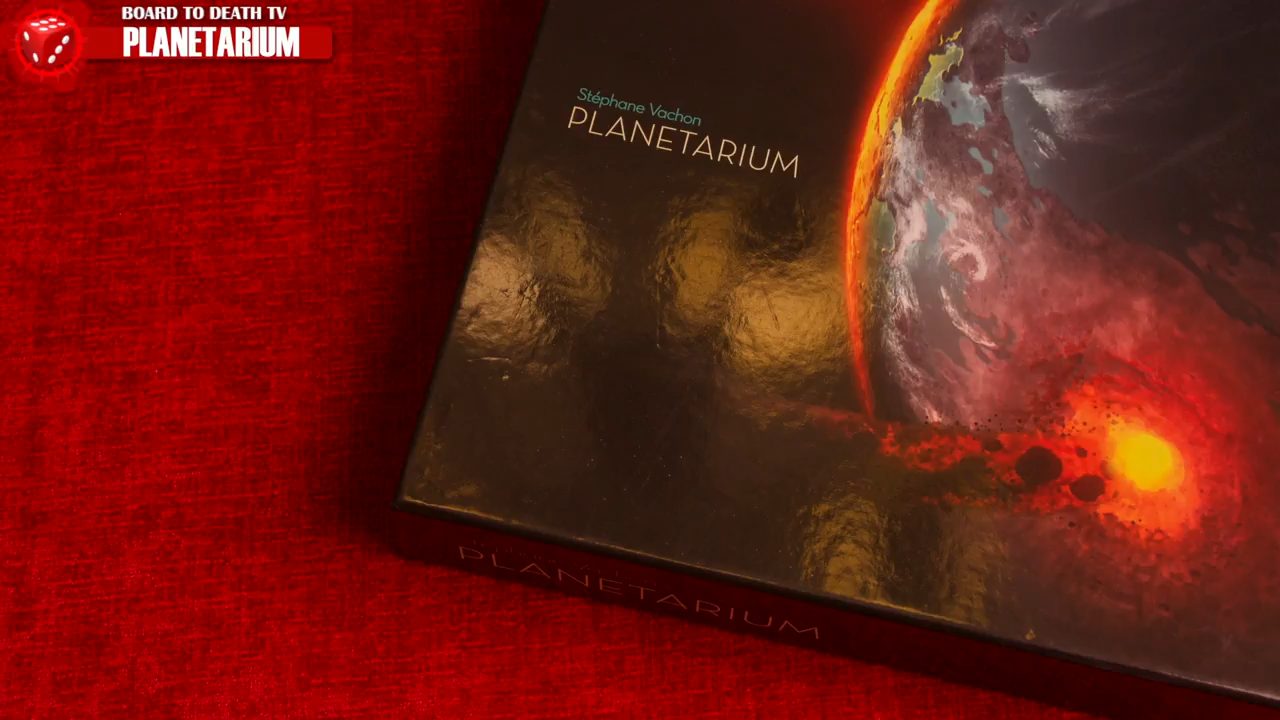 BOARD TO DEATH TV
PLANETARIUM
Stéphane Vachon
PLANETARIUM
PLANETARIUM